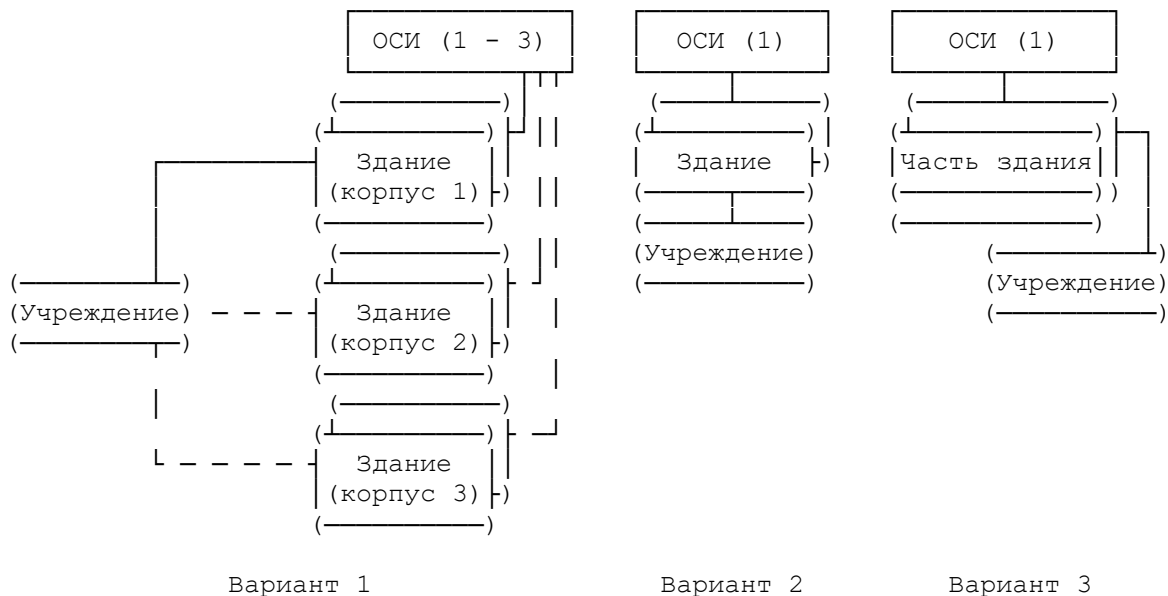 ОСИ (1 - 3) ОСИ (1) ОСИ (1)
Здание Здание Часть здания
(корпус 1)
(Учреждение)
(Учреждение) Здание (Учреждение)
(корпус 2)
Здание
(корпус 3)
Вариант 1 Вариант 2 Вариант 3